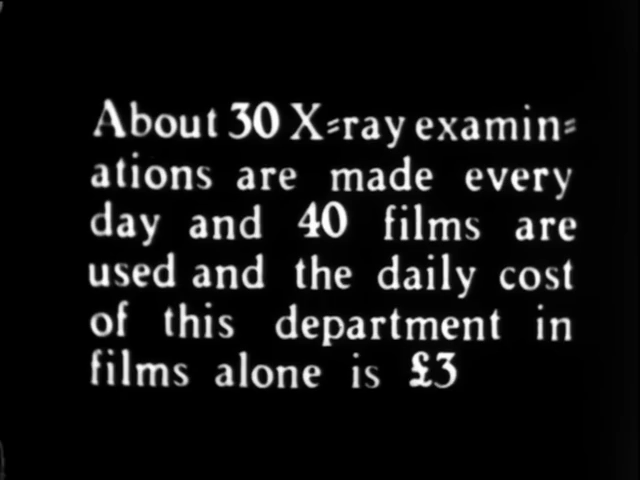 About 30 X-ray examin-
ations are made every
day and 40 films are
used and the daily cost
of this department in
films alone is £3